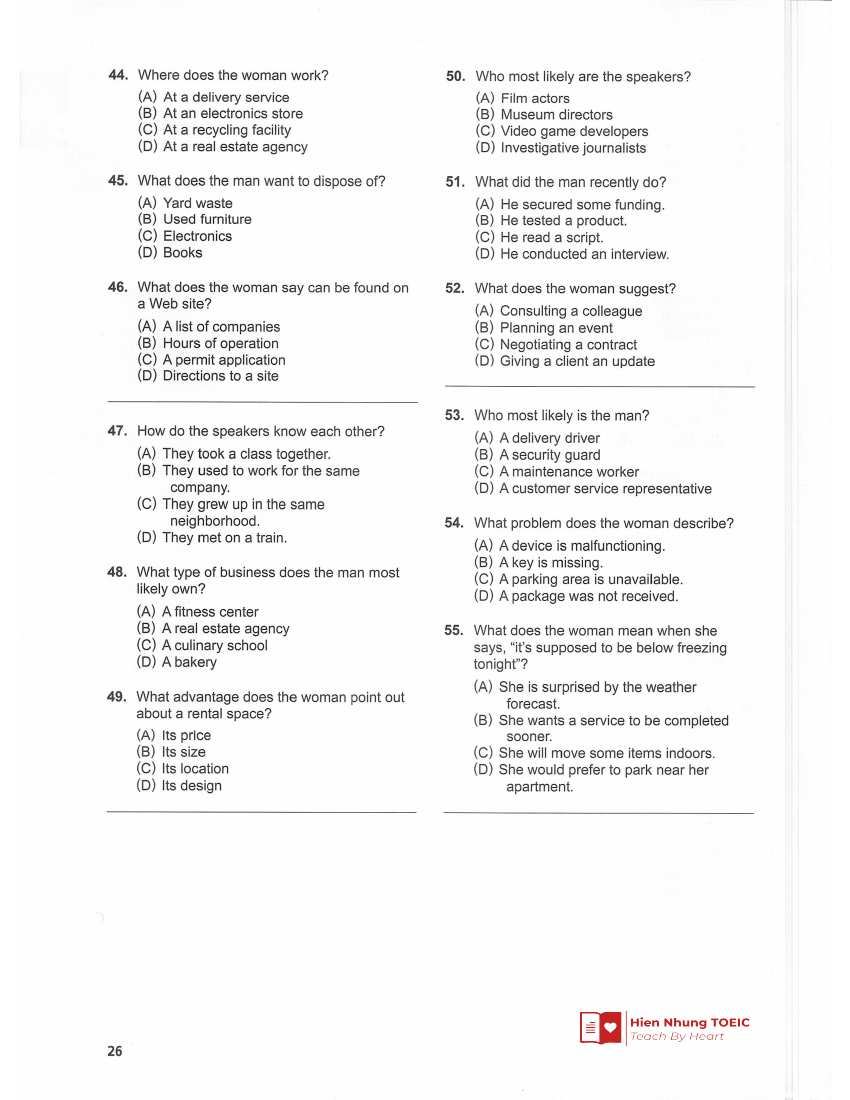 44. Where does the woman work?
(A) At a delivery service
(B) At an electronics store
(C) At a recycling facility
(D) At a real estate agency
45. What does the man want to dispose of?
(A) Yard waste
(B) Used furniture
(C) Electronics
(D) Books
46. What does the woman say can be found on
a Web site?
(A) A list of companies
(B) Hours of operation
(C) A permit application
(D) Directions to a site
47. How do the speakers know each other?
(A) They took a class together.
(B) They used to work for the same
company.
(C) They grew up in the same
neighborhood.
(D) They met on a train.
48. What type of business does the man most
likely own?
(A) A fitness center
(B) A real estate agency
(C) A culinary school
(D) A bakery
49. What advantage does the woman point out
about a rental space?
(A) Its price
(B) Its size
(C) Its location
(D) Its design
50. Who most likely are the speakers?
(A) Film actors
(B) Museum directors
(C) Video game developers
(D) Investigative journalists
51. What did the man recently do?
(A) He secured some funding.
(B) He tested a product.
(C) He read a script.
(D) He conducted an interview.
52. What does the woman suggest?
(A) Consulting a colleague
(B) Planning an event
(C) Negotiating a contract
(D) Giving a client an update
53. Who most likely is the man?
(A) A delivery driver
(B) A security guard
(C) A maintenance worker
(D) A customer service representative
54. What problem does the woman describe?
(A) A device is malfunctioning.
(B) A key is missing.
(C) A parking area is unavailable.
(D) A package was not received.
55. What does the woman mean when she
says, “it’s supposed to be below freezing
tonight”?
(A) She is surprised by the weather
forecast.
(B) She wants a service to be completed
sooner.
(C) She will move some items indoors.
(D) She would prefer to park near her
apartment.
Hien Nhung TOEIC
Teach By Heart
26